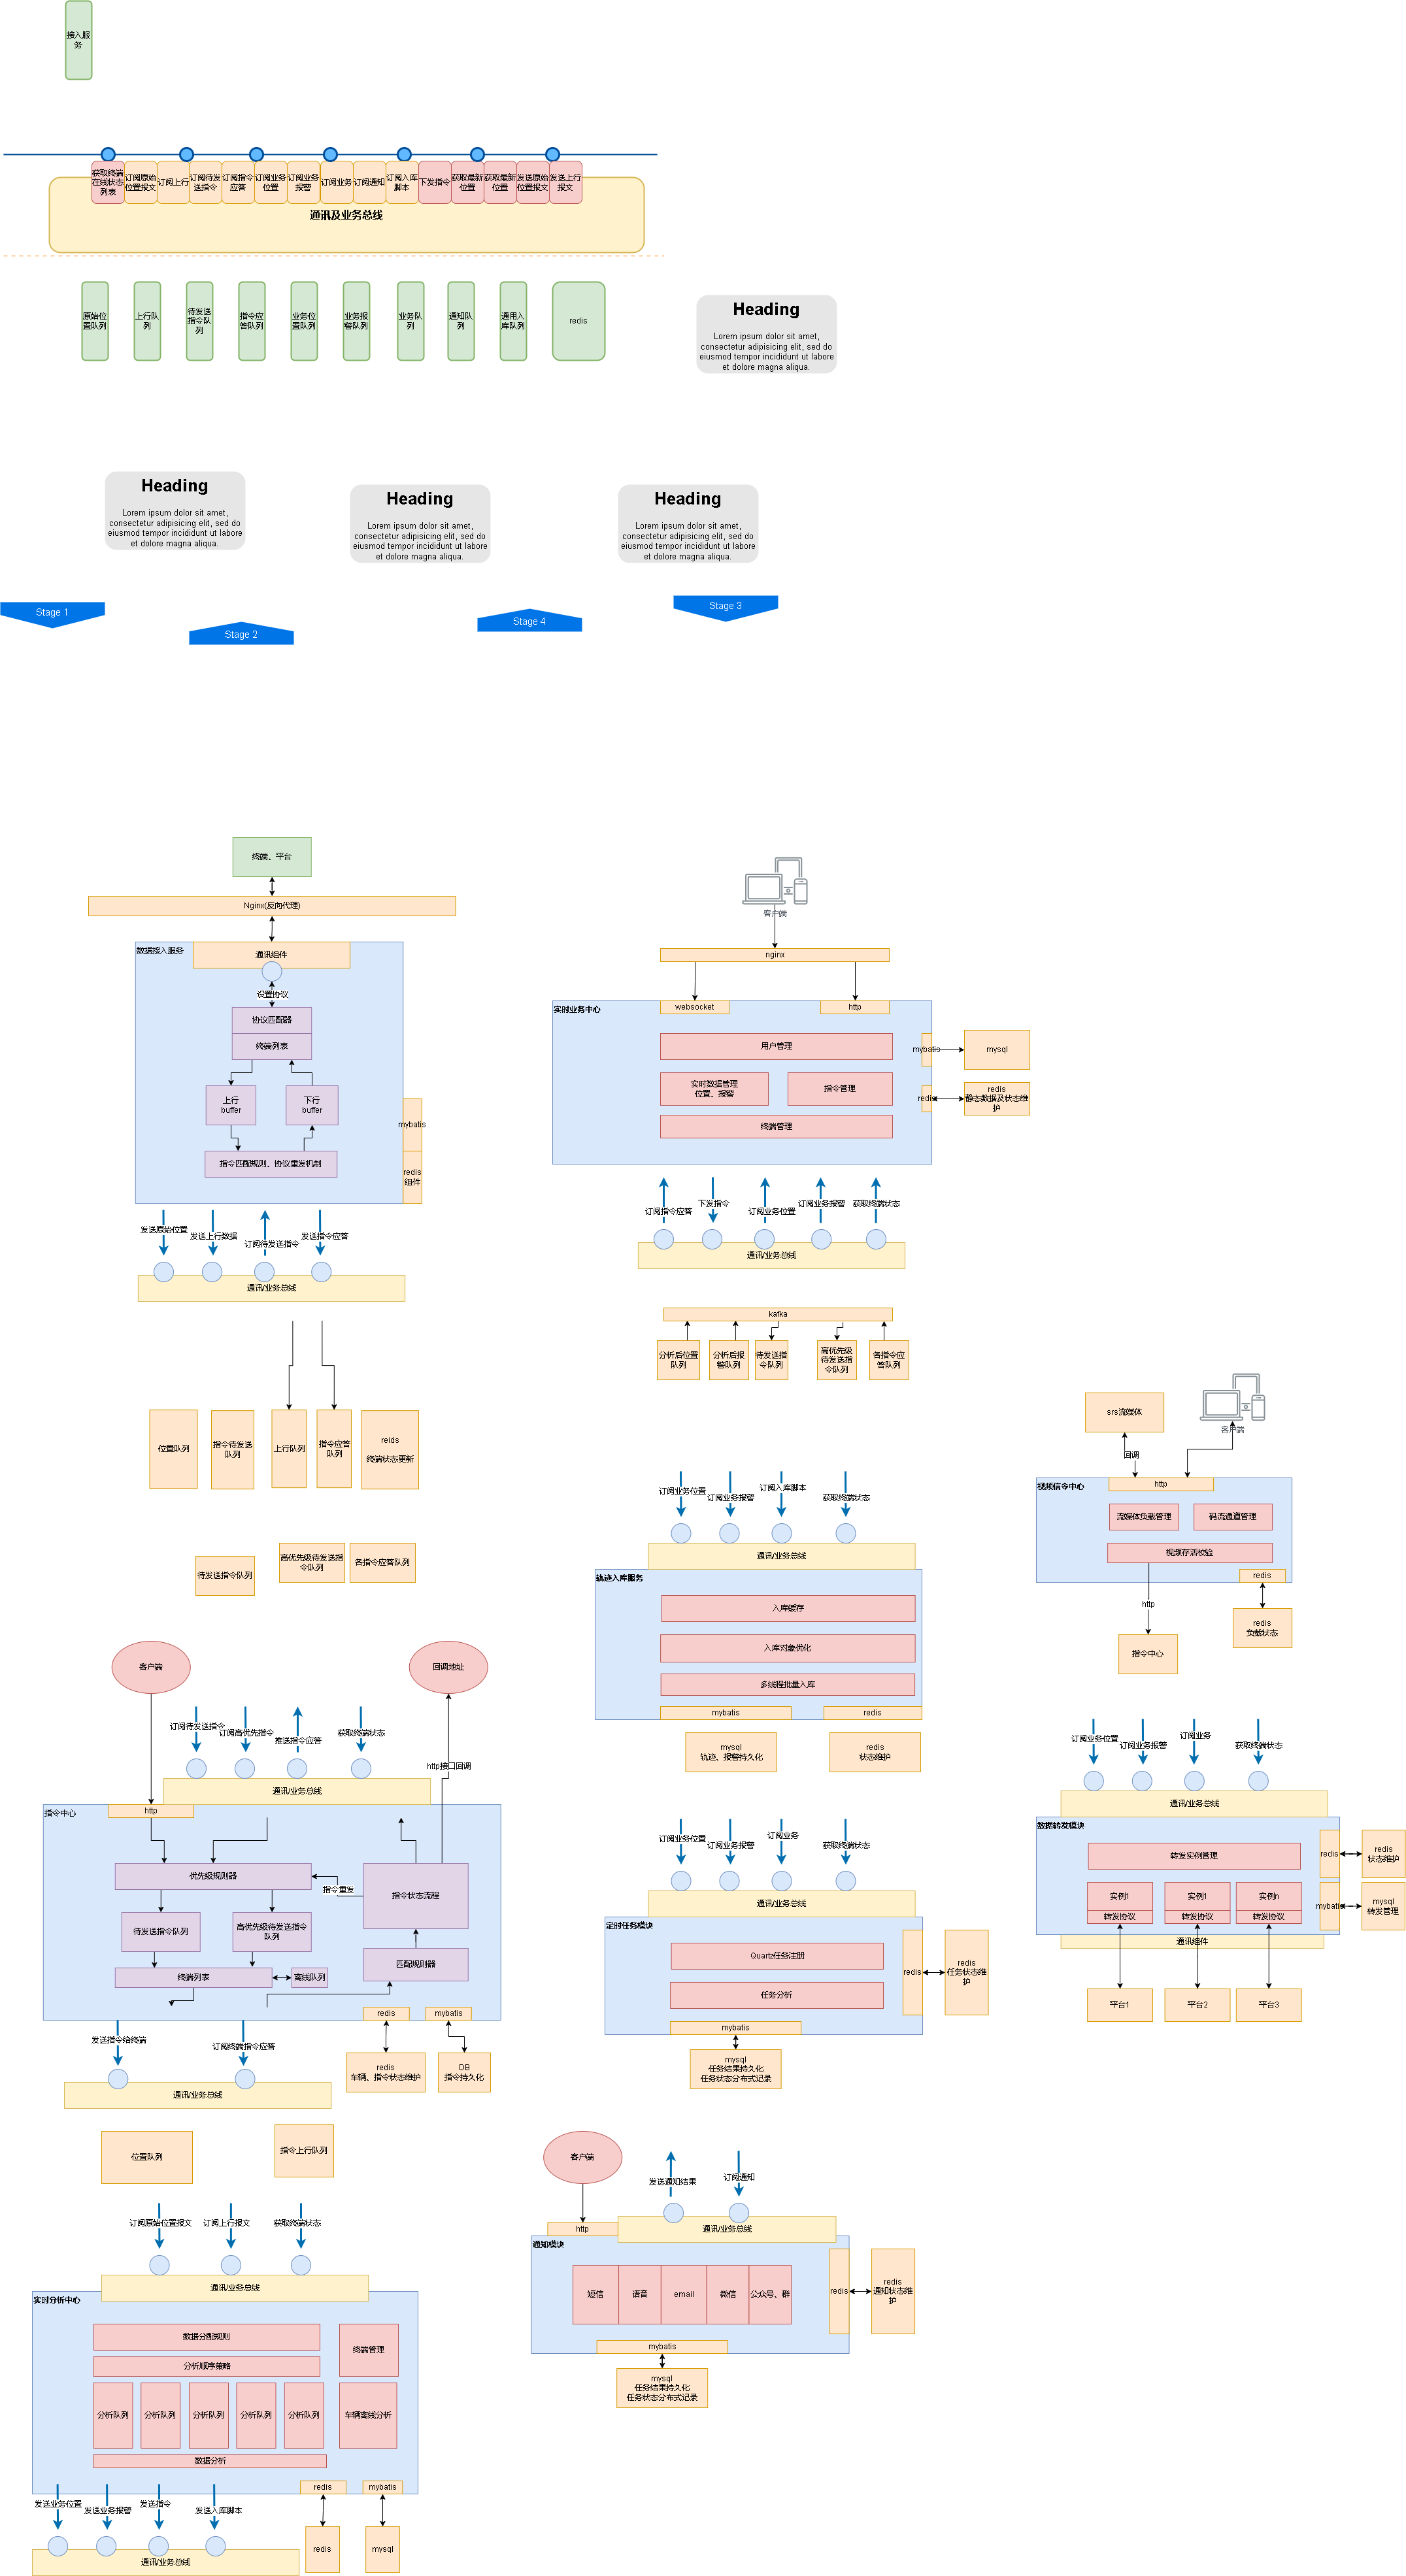 接入服
务
获取终端
在线状态
列表
订阅原始
位置报文
订阅上行
订阅待发
送指令
订阅指令
应答
订阅业务
位置
订阅业务
报警
订阅业务
订阅通知
订阅入库
脚本
下发指令
获取最新
位置
获取最新
位置
发送原始
位置报文
发送上行
报文
通讯及业务总线
原始位
置队列
上行队
列
待发送
指令队
列
指令应
答队列
业务位
置队列
业务报
警队列
业务队
列
通知队
列
通用入
库队列
redis
Heading
Lorem ipsum dolor sit amet,
consectetur adipisicing elit, sed do
eiusmod tempor incididunt ut labore
et dolore magna aliqua.
Heading
Lorem ipsum dolor sit amet,
consectetur adipisicing elit, sed do
eiusmod tempor incididunt ut labore
et dolore magna aliqua.
Heading
Lorem ipsum dolor sit amet,
consectetur adipisicing elit, sed do
eiusmod tempor incididunt ut labore
et dolore magna aliqua.
Heading
Lorem ipsum dolor sit amet,
consectetur adipisicing elit, sed do
eiusmod tempor incididunt ut labore
et dolore magna aliqua.
Stage 1
Stage 2
Stage 4
Stage 3
终端、平台
Nginx(反向代理)
数据接入服务
通讯组件
设置协议
协议匹配器
终端列表
上行
buffer
下行
buffer
指令匹配规则、协议重发机制
mybatis
redis
组件
发送原始位置
发送上行数据
订阅待发送指令
发送指令应答
通讯/业务总线
位置队列
指令待发送
队列
上行队列
指令应答
队列
reids
终端状态更新
待发送指令队列
高优先级待发送指
令队列
各指令应答队列
客户端
nginx
实时业务中心
websocket
http
用户管理
实时数据管理
位置、报警
指令管理
终端管理
mybatis
mysql
redis
redis
静态数据及状态维
护
订阅指令应答
下发指令
订阅业务位置
订阅业务报警
获取终端状态
通讯/业务总线
kafka
分析后位置
队列
分析后报
警队列
待发送指
令队列
高优先级
待发送指
令队列
各指令应
答队列
订阅业务位置
订阅业务报警
订阅入库脚本
获取终端状态
通讯/业务总线
轨迹入库服务
入库缓存
入库对象优化
多线程批量入库
mybatis
redis
mysql
轨迹、报警持久化
redis
状态维护
srs流媒体
客户端
回调
视频信令中心
http
流媒体负载管理
码流通道管理
视频存活校验
redis
http
redis
负载状态
指令中心
客户端
回调地址
订阅待发送指令
订阅高优先指令
推送指令应答
获取终端状态
http接口回调
通讯/业务总线
指令中心
http
优先级规则器
指令重发
指令状态流程
待发送指令队列
高优先级待发送指令
队列
匹配规则器
终端列表
离线队列
redis
mybatis
发送指令给终端
订阅终端指令应答
通讯/业务总线
redis
车辆、指令状态维护
DB
指令持久化
位置队列
指令上行队列
订阅业务位置
订阅业务报警
订阅业务
获取终端状态
通讯/业务总线
定时任务模块
Quartz任务注册
任务分析
mybatis
redis
redis
任务状态维
护
mysql
任务结果持久化
任务状态分布式记录
订阅业务位置
订阅业务报警
订阅业务
获取终端状态
通讯/业务总线
数据转发模块
转发实例管理
实例1
转发协议
实例1
转发协议
实例n
转发协议
redis
redis
状态维护
mybatis
mysql
转发管理
通讯组件
平台1
平台2
平台3
订阅原始位置报文
订阅上行报文
获取终端状态
通讯/业务总线
实时分析中心
数据分配规则
分析顺序策略
终端管理
分析队列
分析队列
分析队列
分析队列
分析队列
车辆离线分析
数据分析
redis
mybatis
发送业务位置
发送业务报警
发送指令
发送入库脚本
通讯/业务总线
redis
mysql
客户端
发送通知结果
订阅通知
http
通讯/业务总线
通知模块
短信
语音
email
微信
公众号、群
redis
redis
通知状态维
护
mybatis
mysql
任务结果持久化
任务状态分布式记录